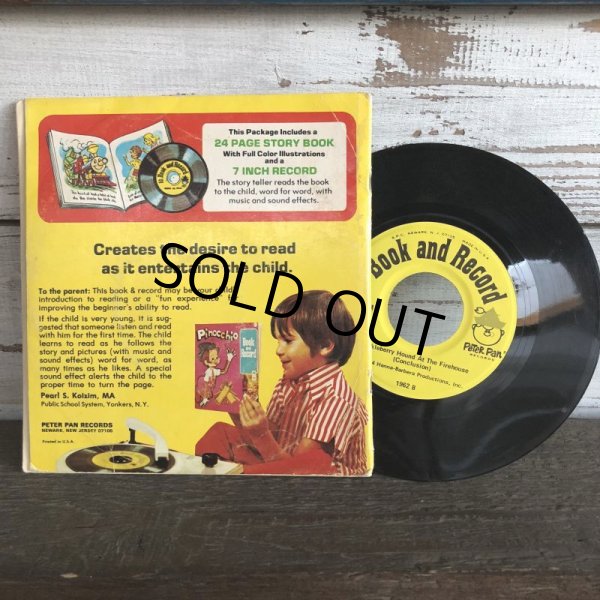 This Package Includes a
24 PAGE STORY BOOK
With Full Color Illustrations
and a
7 INCH RECORD
The story teller reads the book
to the child, word for word, with
music and sound effects.
Creates the desire to read
as it entertains the child.
To the parent: This book & record may be your child's
introduction to reading or a "fun experience"
improving the beginner's ability to read.
If the child is very young, it is sug-
gested that someone listen and read
with him for the first time. The child
learns to read as he follows the
story and pictures (with music and
sound effects) word for word, as
many times as he likes. A special
sound effect alerts the child to the
proper time to turn the page.
Pearl S. Kolzim, MA
Public School System, Yonkers, N.Y.
PETER PAN RECORDS
NEWARK, NEW JERSEY 07105
Printed in U.S.A.
Pinocchio
Book
and
Record
SOLD OUT
Book and Record
Peter Pan
RECORDS
leberry Hound At The Firehouse
(Conclusion)
Hanna-Barbera Productions, Inc.
1962 B